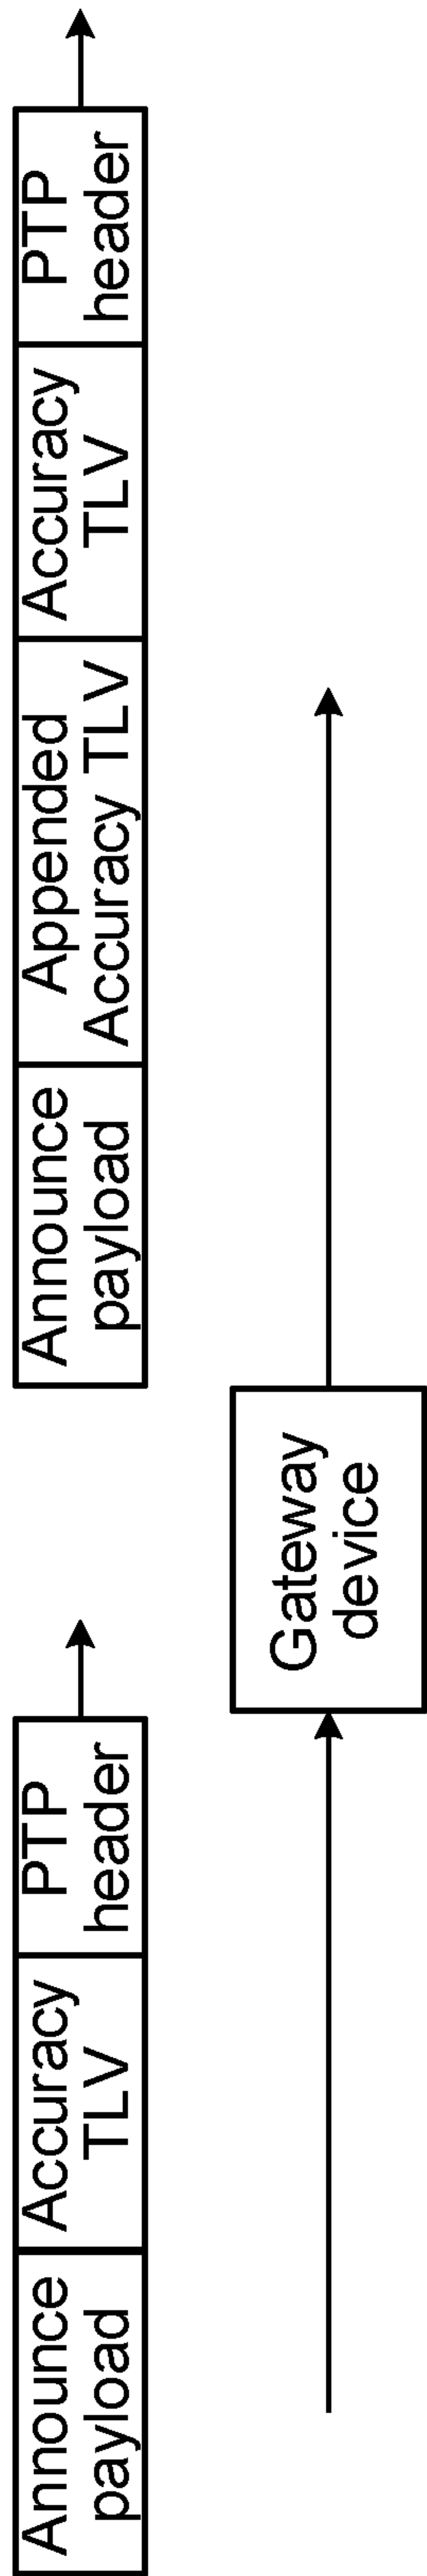 Announce
payload
Accuracy
TLV
PTP
header
Announce
payload
Appended
Accuracy TLV
Accuracy
TLV
PTP
header
Gateway
device